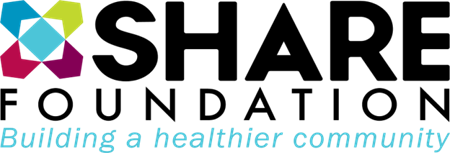 SHARE
FOUNDATION
Building a healthier community